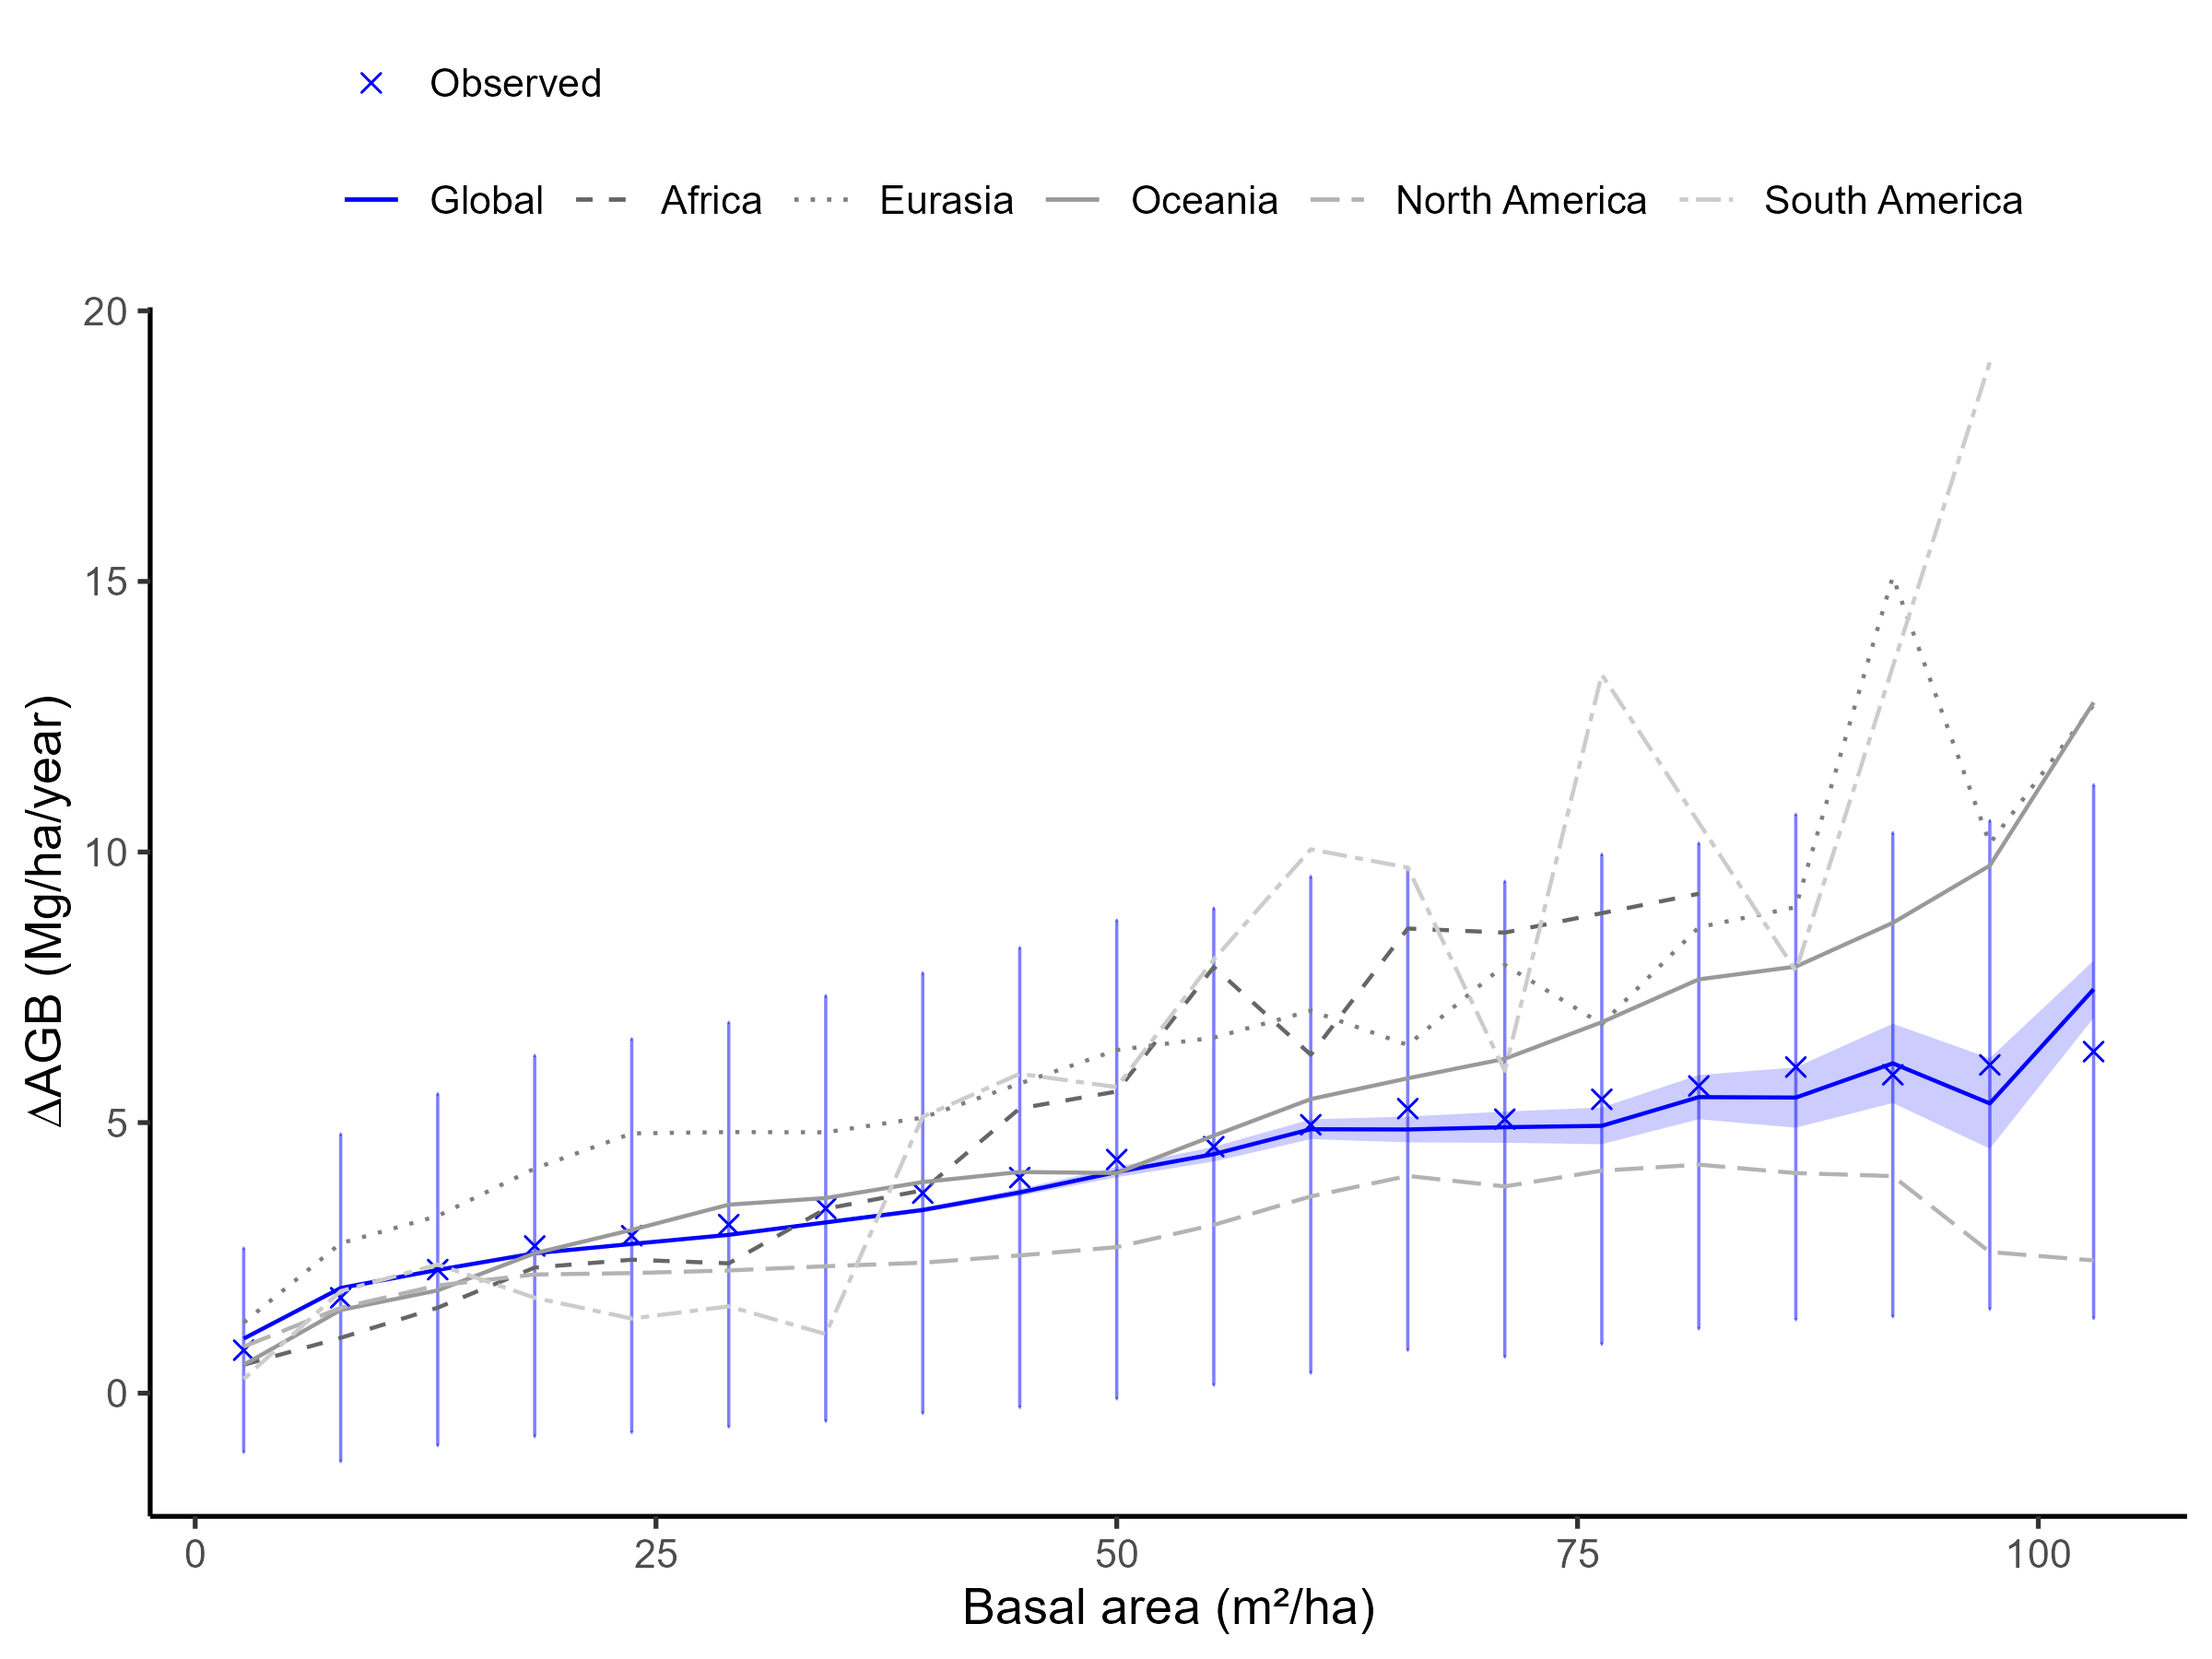 Observed
Global Africa Eurasia Oceania North America South America
20
15
10
5
0
ΔAGB (Mg/ha/year)
0 25 50 75 100
Basal area (m²/ha)